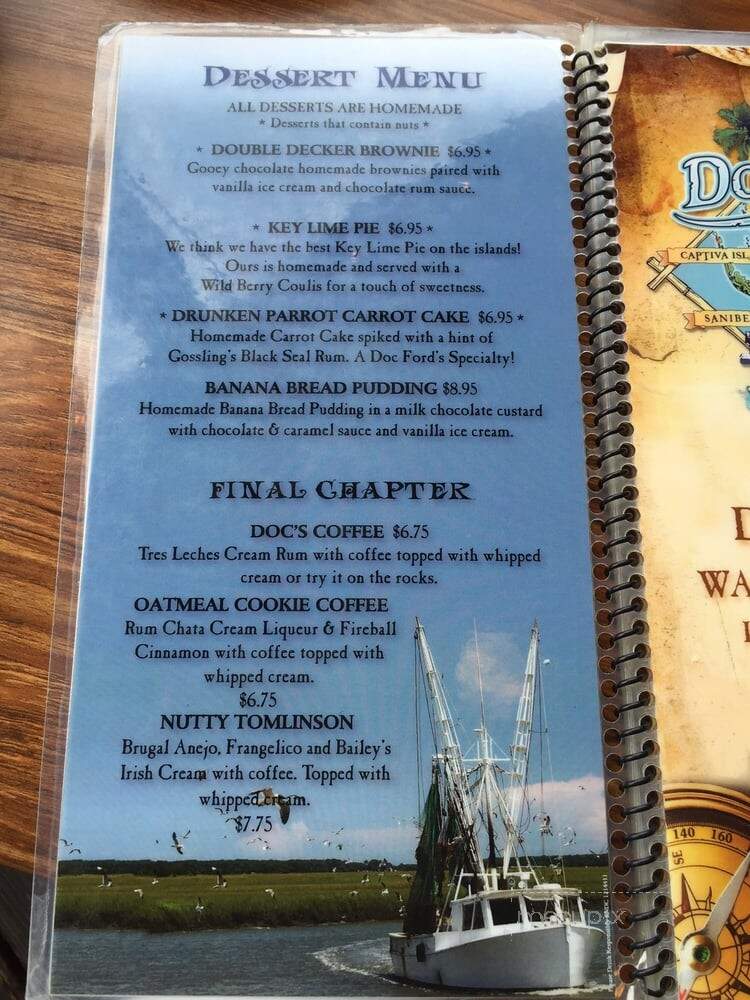 DESSERT MENU
ALL DESSERTS ARE HOMEMADE
* Desserts that contain nuts *
* DOUBLE DECKER BROWNIE $6.95 *
Gooey chocolate homemade brownies paired with
vanilla ice cream and chocolate rum sauce.
* KEY LIME PIE $6.95 *
We think we have the best Key Lime Pie on the islands!
Ours is homemade and served with a
Wild Berry Coulis for a touch of sweetness.
* DRUNKEN PARROT CARROT CAKE $6.95 *
Homemade Carrot Cake spiked with a hint of
Gossling's Black Seal Rum. A Doc Ford's Specialty!
BANANA BREAD PUDDING $8.95
Homemade Banana Bread Pudding in a milk chocolate custard
with chocolate & caramel sauce and vanilla ice cream.
FINAL CHAPTER
DOC'S COFFEE $6.75
Tres Leches Cream Rum with coffee topped with whipped
cream or try it on the rocks.
OATMEAL COOKIE COFFEE
Rum Chata Cream Liqueur & Fireball
Cinnamon with coffee topped with
whipped cream.
$6.75
NUTTY TOMLINSON
Brugal Anejo, Frangelico and Bailey's
Irish Cream with coffee. Topped with
whipped cream.
$7.75
Do
CAPTIVA ISL
SANIBE
WA
140 160
SE